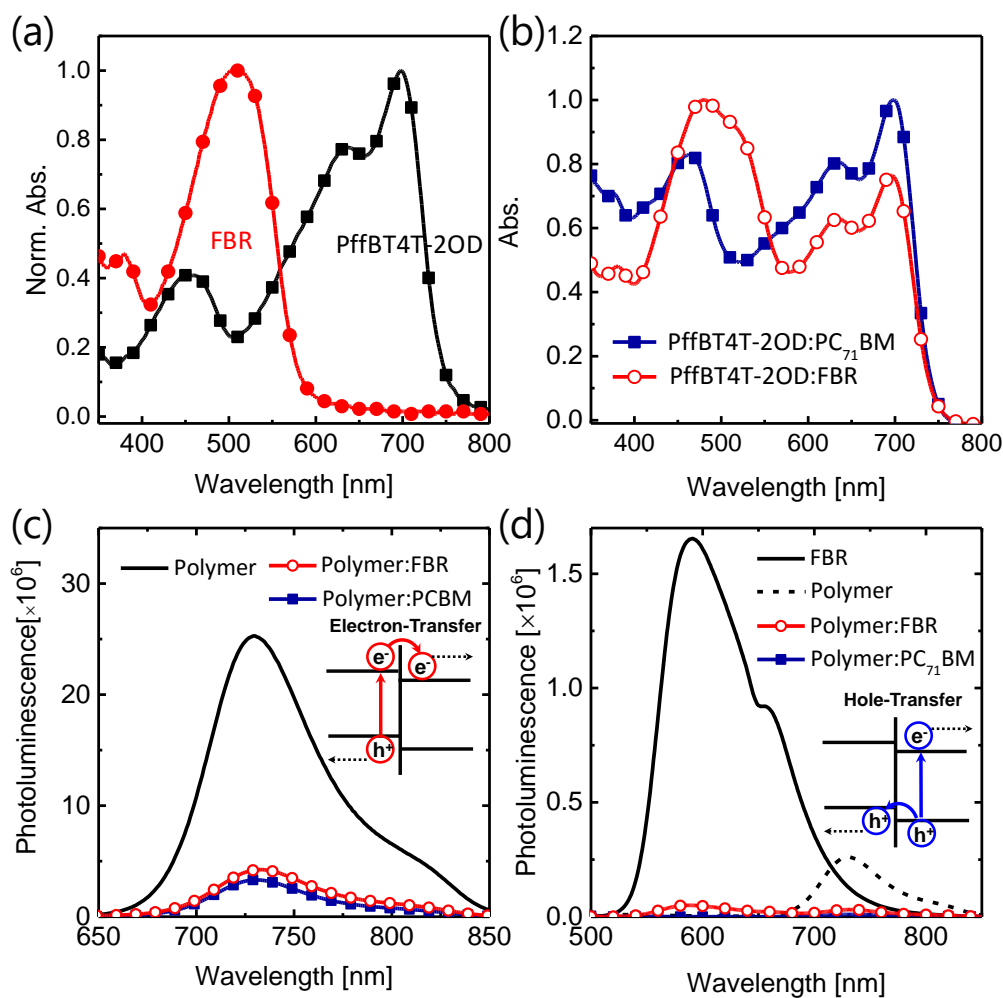 (a)
Norm. Abs.
1.0
0.8
0.6
0.4
0.2
0.0
FBR
PffBT4T-2OD
400 500 600 700 800
Wavelength [nm]
(b)
Abs.
1.2
1.0
0.8
0.6
0.4
0.2
0.0
PffBT4T-2OD:PC₇₁BM
PffBT4T-2OD:FBR
400 500 600 700 800
Wavelength [nm]
(c)
Photoluminescence[×10⁶]
30
20
10
0
Polymer
Polymer:FBR
Polymer:PCBM
Electron-Transfer
e⁻
e⁻
h⁺
650 700 750 800 850
Wavelength [nm]
(d)
Photoluminescence [×10⁶]
1.5
1.0
0.5
0.0
FBR
Polymer
Polymer:FBR
Polymer:PC₇₁BM
Hole-Transfer
e⁻
h⁺
h⁺
500 600 700 800
Wavelength [nm]